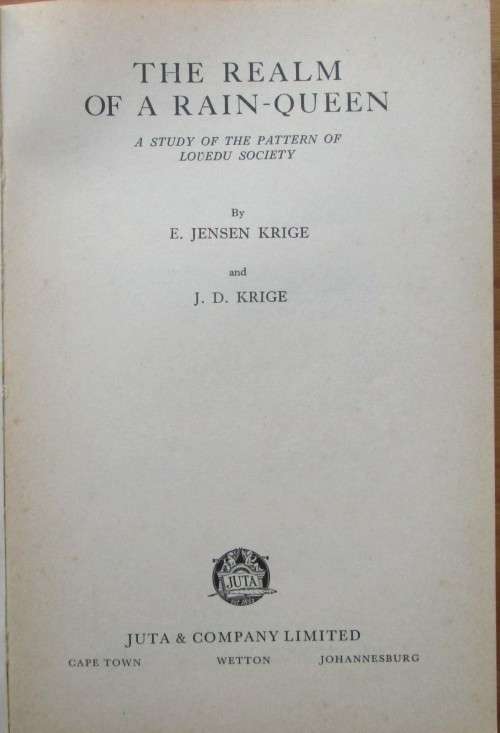 THE REALM
OF A RAIN-QUEEN
A STUDY OF THE PATTERN OF
LOƲEDU SOCIETY
By
E. JENSEN KRIGE
and
J. D. KRIGE
JUTA
JUTA & COMPANY LIMITED
CAPE TOWN WETTON JOHANNESBURG